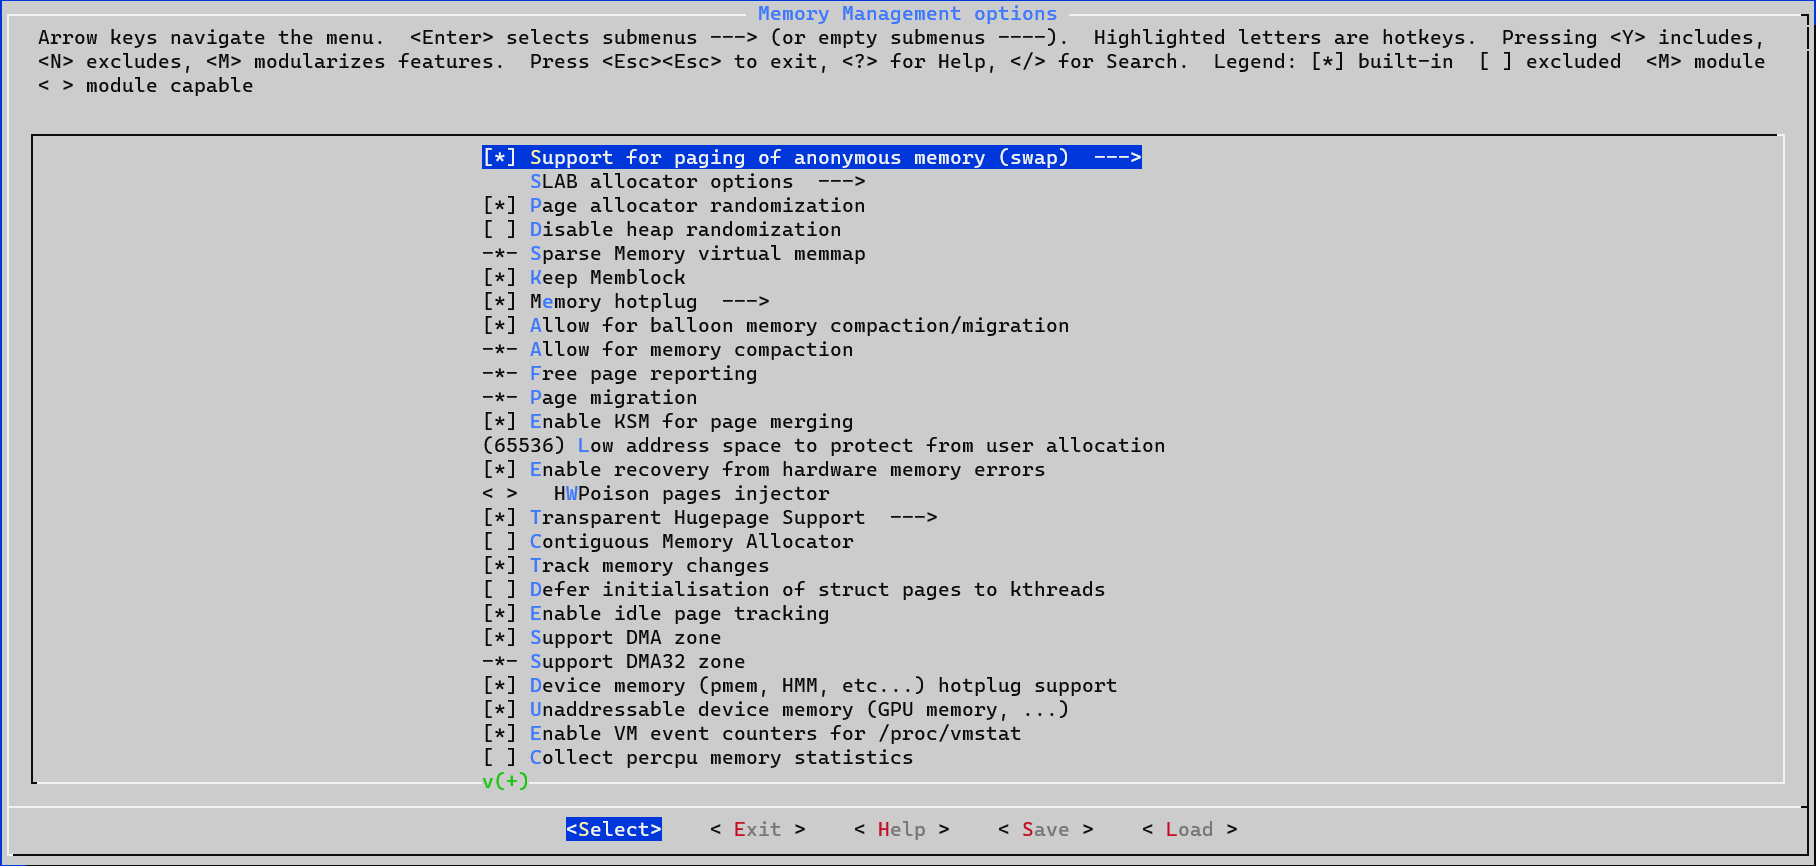 Memory Management options
Arrow keys navigate the menu.  <Enter> selects submenus ---> (or empty submenus ----).  Highlighted letters are hotkeys.  Pressing <Y> includes,
<N> excludes, <M> modularizes features.  Press <Esc><Esc> to exit, <?> for Help, </> for Search.  Legend: [*] built-in  [ ] excluded  <M> module
< > module capable
[*] Support for paging of anonymous memory (swap)  --->
    SLAB allocator options  --->
[*] Page allocator randomization
[ ] Disable heap randomization
-*- Sparse Memory virtual memmap
[*] Keep Memblock
[*] Memory hotplug  --->
[*] Allow for balloon memory compaction/migration
-*- Allow for memory compaction
-*- Free page reporting
-*- Page migration
[*] Enable KSM for page merging
(65536) Low address space to protect from user allocation
[*] Enable recovery from hardware memory errors
< >   HWPoison pages injector
[*] Transparent Hugepage Support  --->
[ ] Contiguous Memory Allocator
[*] Track memory changes
[ ] Defer initialisation of struct pages to kthreads
[*] Enable idle page tracking
[*] Support DMA zone
-*- Support DMA32 zone
[*] Device memory (pmem, HMM, etc...) hotplug support
[*] Unaddressable device memory (GPU memory, ...)
[*] Enable VM event counters for /proc/vmstat
[ ] Collect percpu memory statistics
v(+)
<Select>    < Exit >    < Help >    < Save >    < Load >